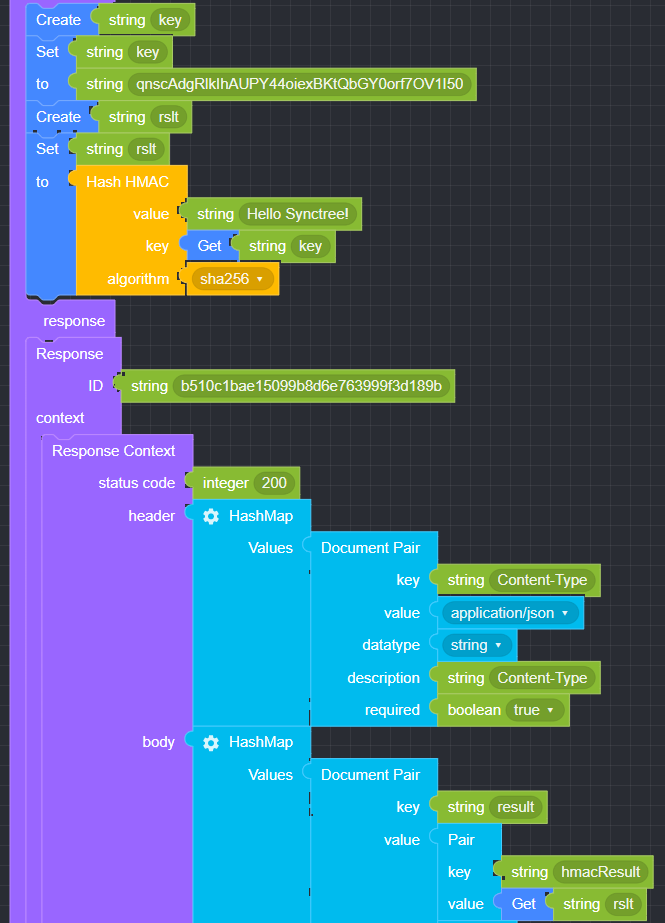 Create string key
Set string key
to string qnscAdgRlkIhAUPY44oiexBKtQbGY0orf7OV1I50
Create string rslt
Set string rslt
to Hash HMAC
value string Hello Synctree!
key Get string key
algorithm sha256
response
Response
ID string b510c1bae15099b8d6e763999f3d189b
context
Response Context
status code integer 200
header HashMap
Values Document Pair
key string Content-Type
value application/json
datatype string
description string Content-Type
required boolean true
body HashMap
Values Document Pair
key string result
value Pair
key string hmacResult
value Get string rslt